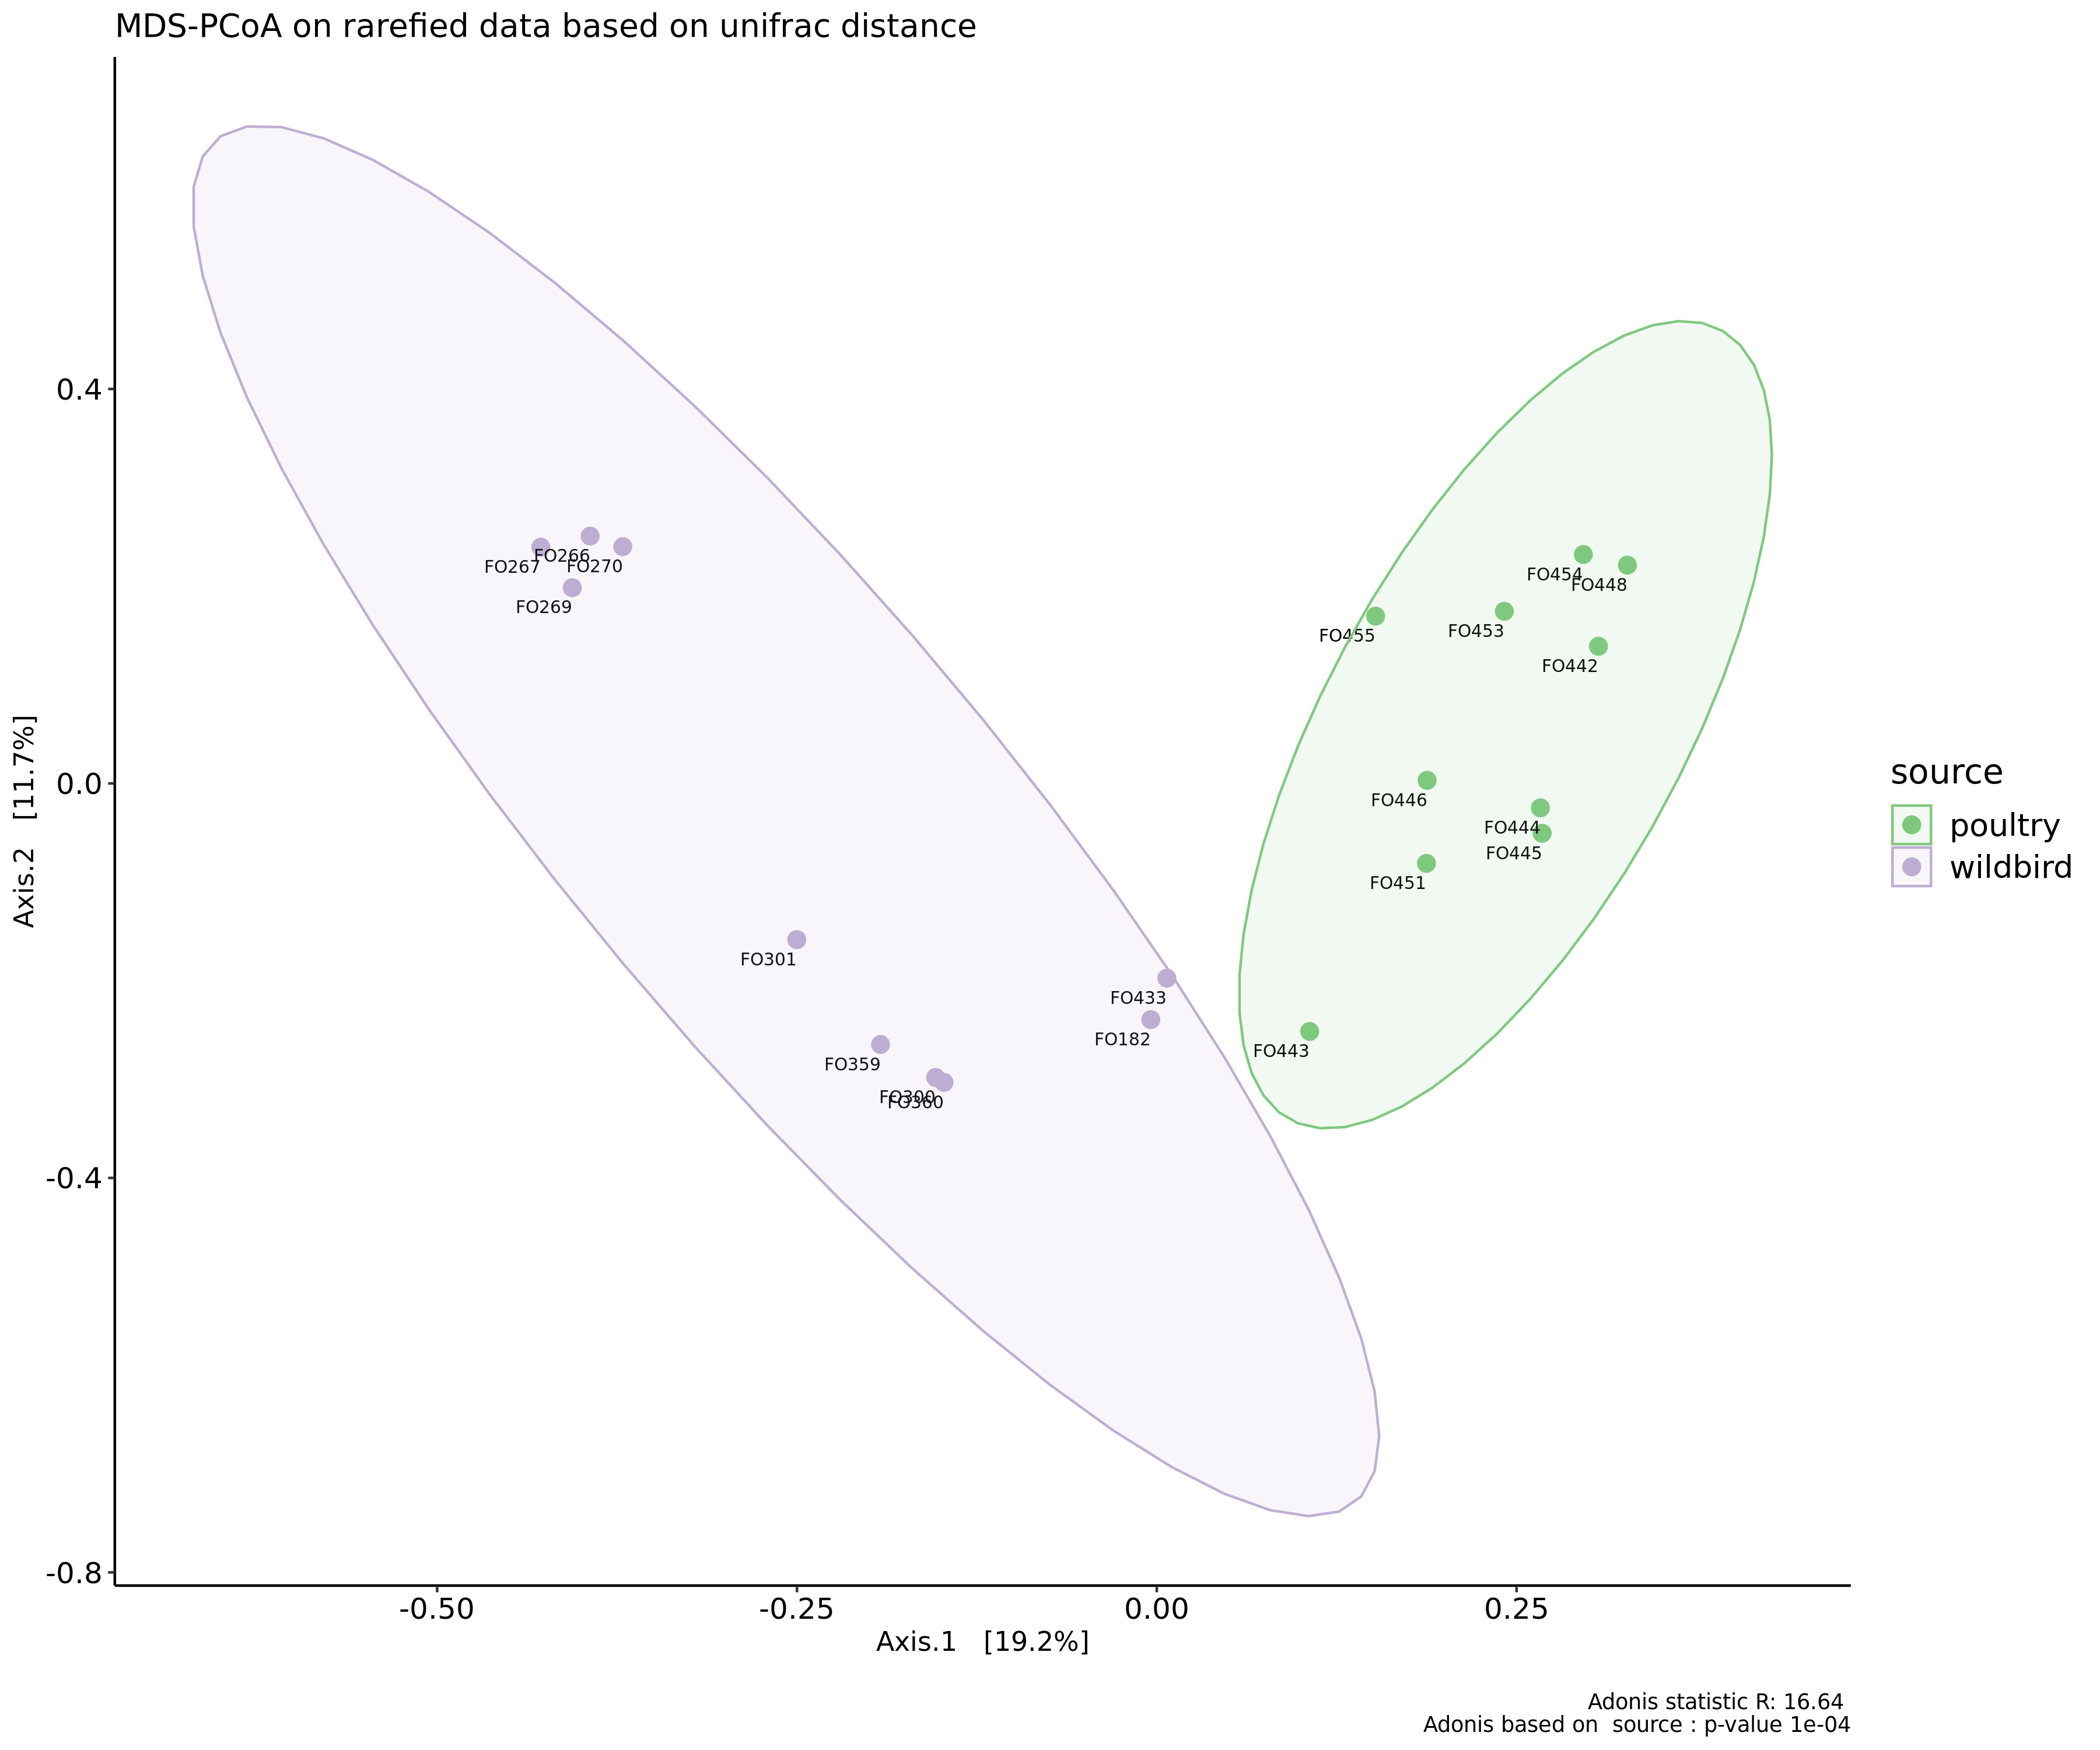 MDS-PCoA on rarefied data based on unifrac distance
0.4
0.0
-0.4
-0.8
Axis.2 [11.7%]
FO267
FO266
FO270
FO269
FO454
FO448
FO455
FO453
FO442
FO446
FO444
FO445
FO451
FO301
FO433
FO182
FO443
FO359
FO300
FO360
source
poultry
wildbird
-0.50
-0.25
0.00
0.25
Axis.1 [19.2%]
Adonis statistic R: 16.64
Adonis based on source : p-value 1e-04